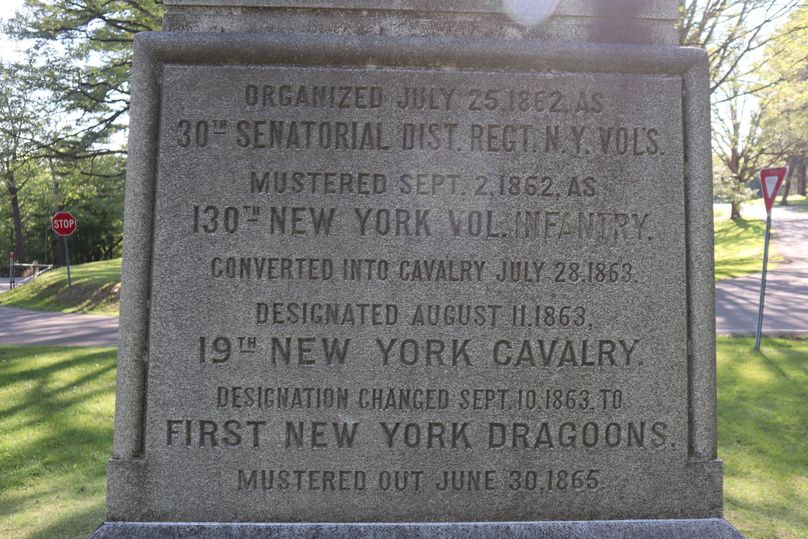 ORGANIZED JULY 25.1862. AS
30TH SENATORIAL DIST. REGT. N.Y. VOL'S.
MUSTERED SEPT. 2.1862. AS
130TH NEW YORK VOL. INFANTRY.
CONVERTED INTO CAVALRY JULY 28.1863.
DESIGNATED AUGUST 11.1863.
19TH NEW YORK CAVALRY.
DESIGNATION CHANGED SEPT. 10.1863. TO
FIRST NEW YORK DRAGOONS.
MUSTERED OUT JUNE 30.1865.
STOP